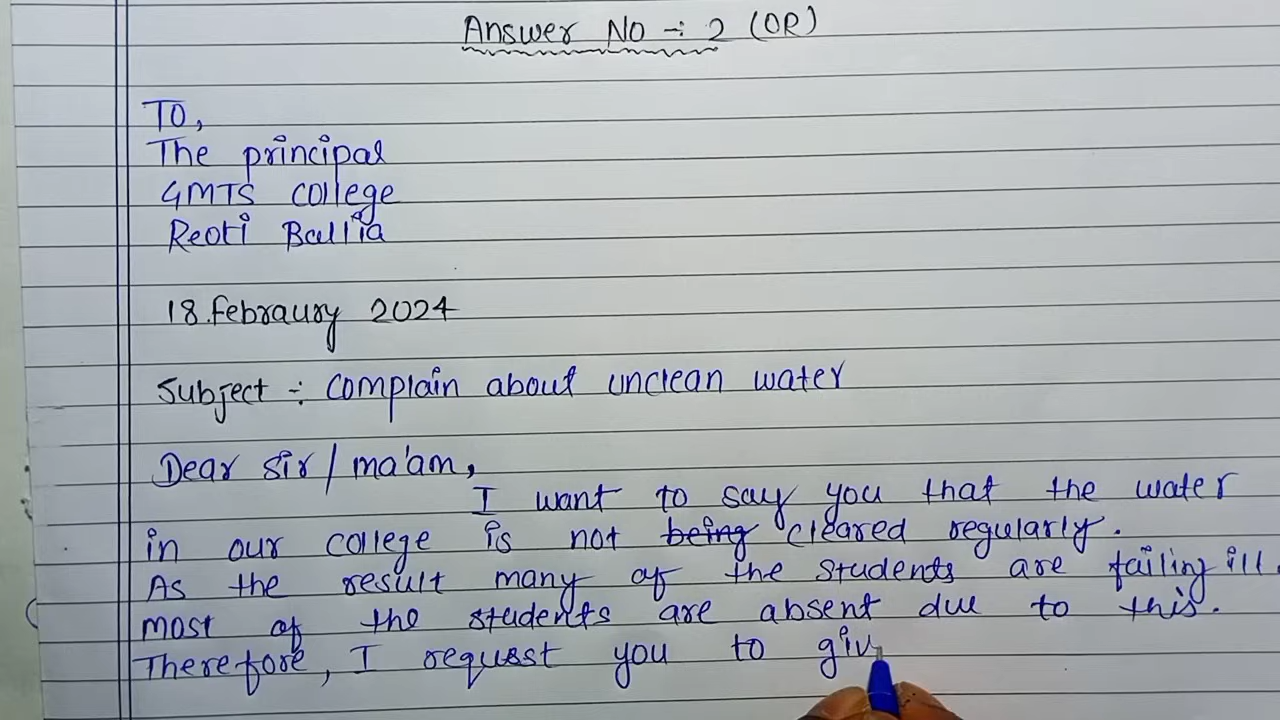 Answer No -: 2 (OR)
To,
The principal
GMTS college
Reoti Ballia
18 Febraury 2024
Subject -: Complain about unclean water
Dear sir / ma'am,
I want to say you that the water
in our college is not being cleared regularly.
As the result many of the students are failing ill.
most of the students are absent due to this.
Therefore, I requsst you to giv